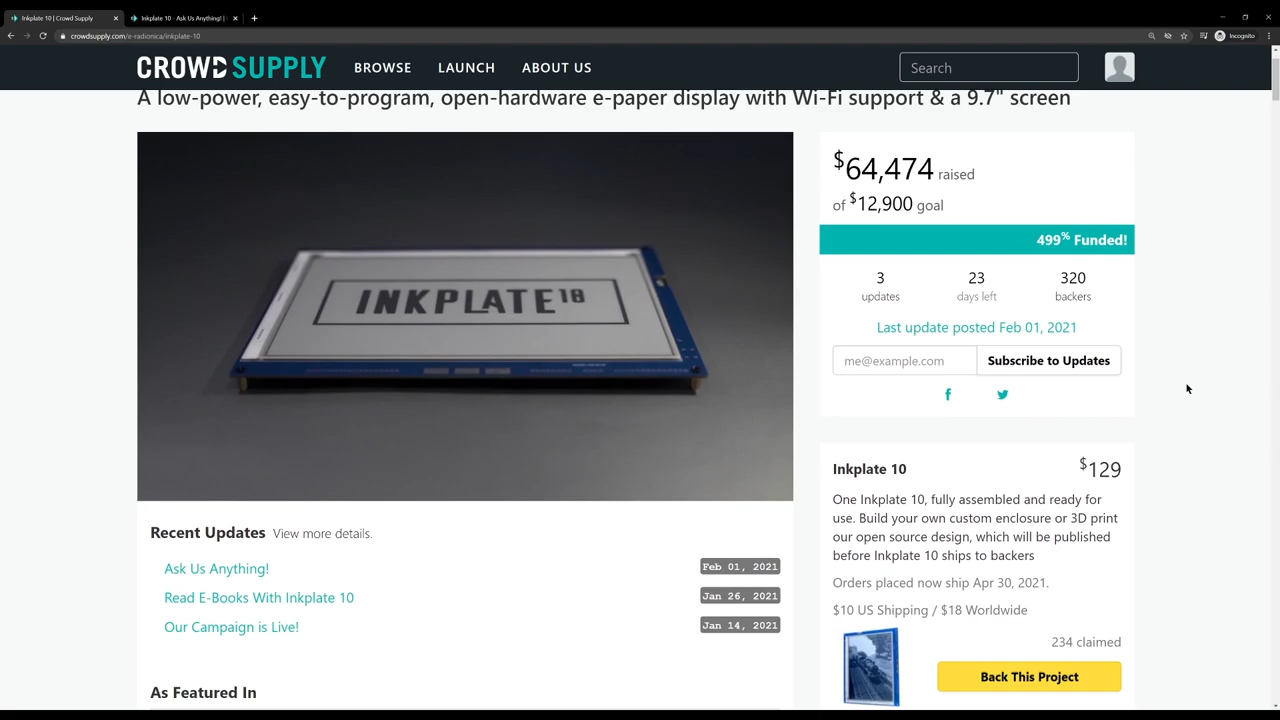 Inkplate 10 | Crowd Supply
Inkplate 10 - Ask Us Anything! |
crowdsupply.com/e-radionica/inkplate-10
Incognito
CROWD SUPPLY
BROWSE
LAUNCH
ABOUT US
Search
A low-power, easy-to-program, open-hardware e-paper display with Wi-Fi support & a 9.7" screen
INKPLATE10
$64,474 raised
of $12,900 goal
499% Funded!
3
updates
23
days left
320
backers
Last update posted Feb 01, 2021
me@example.com
Subscribe to Updates
Recent Updates View more details.
Ask Us Anything!
Feb 01, 2021
Read E-Books With Inkplate 10
Jan 26, 2021
Our Campaign is Live!
Jan 14, 2021
As Featured In
Inkplate 10
$129
One Inkplate 10, fully assembled and ready for
use. Build your own custom enclosure or 3D print
our open source design, which will be published
before Inkplate 10 ships to backers
Orders placed now ship Apr 30, 2021.
$10 US Shipping / $18 Worldwide
234 claimed
Back This Project